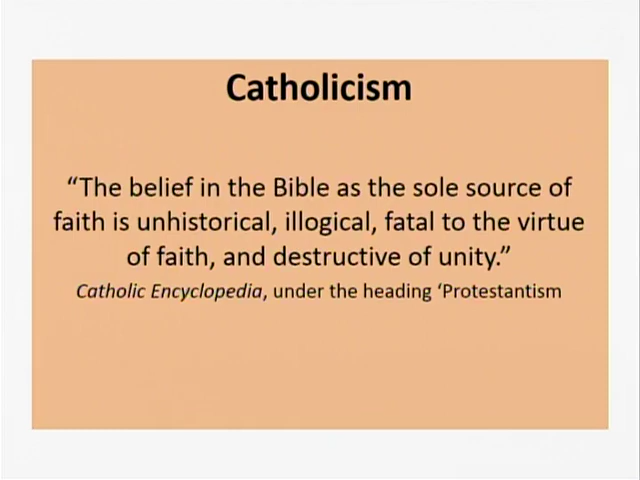 Catholicism
“The belief in the Bible as the sole source of
faith is unhistorical, illogical, fatal to the virtue
of faith, and destructive of unity.”
Catholic Encyclopedia, under the heading ‘Protestantism